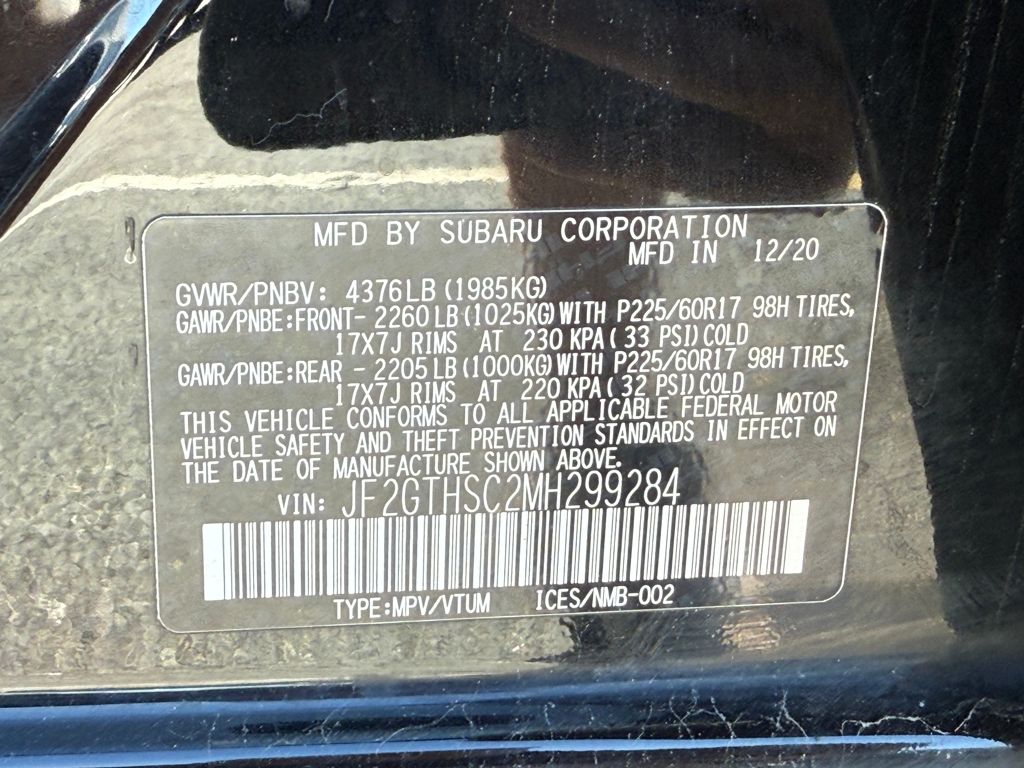 MFD BY SUBARU CORPORATION
MFD IN 12/20
GVWR/PNBV: 4376LB (1985KG)
GAWR/PNBE:FRONT- 2260 LB (1025KG) WITH P225/60R17 98H TIRES,
17X7J RIMS AT 230 KPA ( 33 PSI) COLD
GAWR/PNBE:REAR - 2205 LB (1000KG) WITH P225/60R17 98H TIRES,
17X7J RIMS AT 220 KPA ( 32 PSI) COLD
THIS VEHICLE CONFORMS TO ALL APPLICABLE FEDERAL MOTOR
VEHICLE SAFETY AND THEFT PREVENTION STANDARDS IN EFFECT ON
THE DATE OF MANUFACTURE SHOWN ABOVE.
VIN: JF2GTHSC2MH299284
TYPE:MPV/VTUM ICES/NMB-002